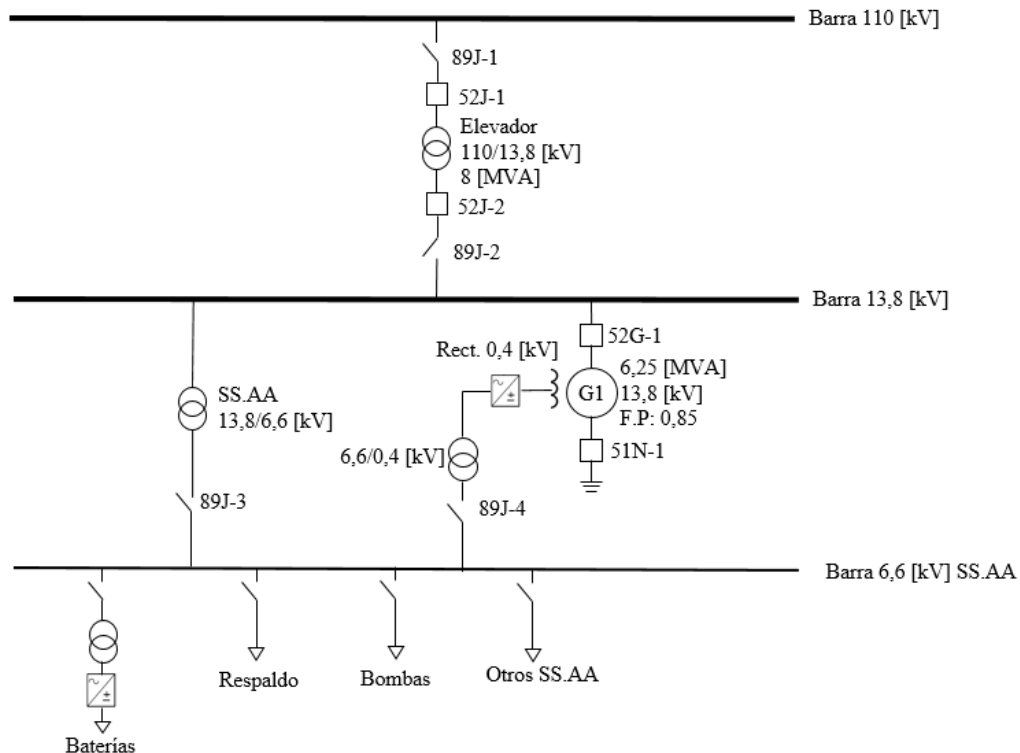 Barra 110 [kV]
89J-1
52J-1
Elevador
110/13,8 [kV]
8 [MVA]
52J-2
89J-2
Barra 13,8 [kV]
52G-1
Rect. 0,4 [kV]
6,25 [MVA]
G1
13,8 [kV]
F.P: 0,85
SS.AA
13,8/6,6 [kV]
6,6/0,4 [kV]
51N-1
89J-3
89J-4
Barra 6,6 [kV] SS.AA
Respaldo
Bombas
Otros SS.AA
Baterías